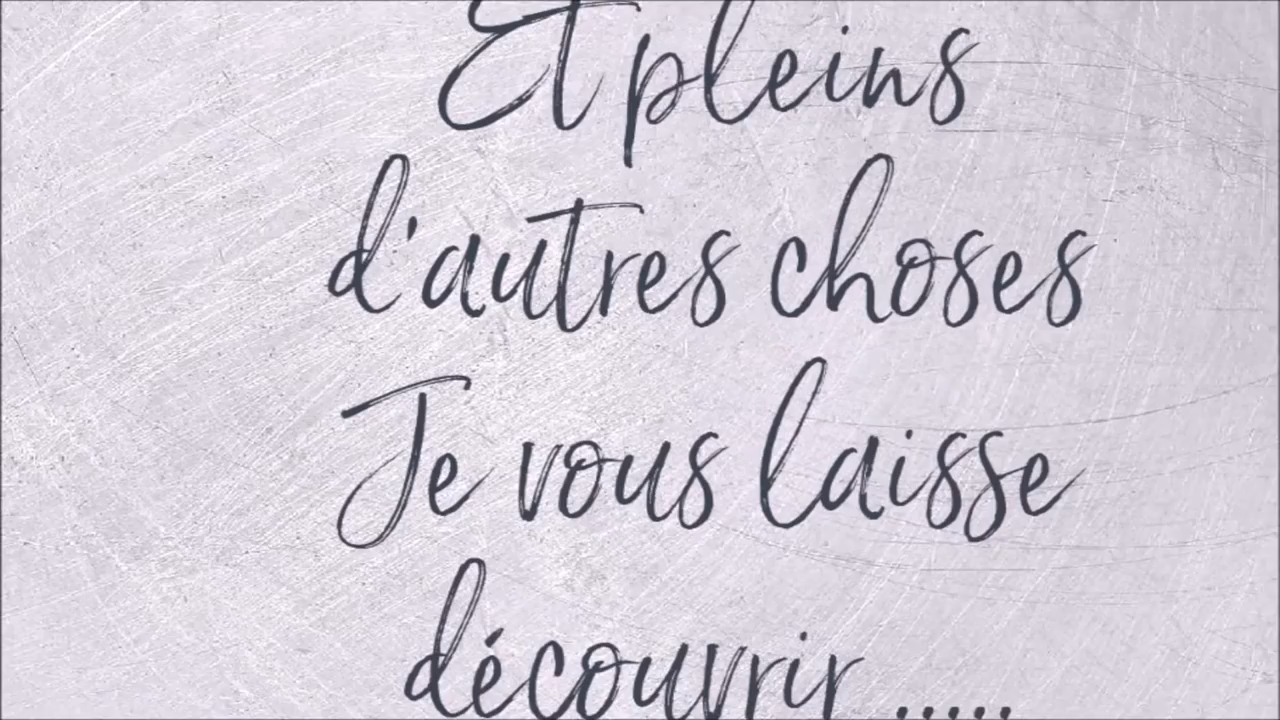 Et pleins
d'autres choses
Je vous laisse
découvrir .....